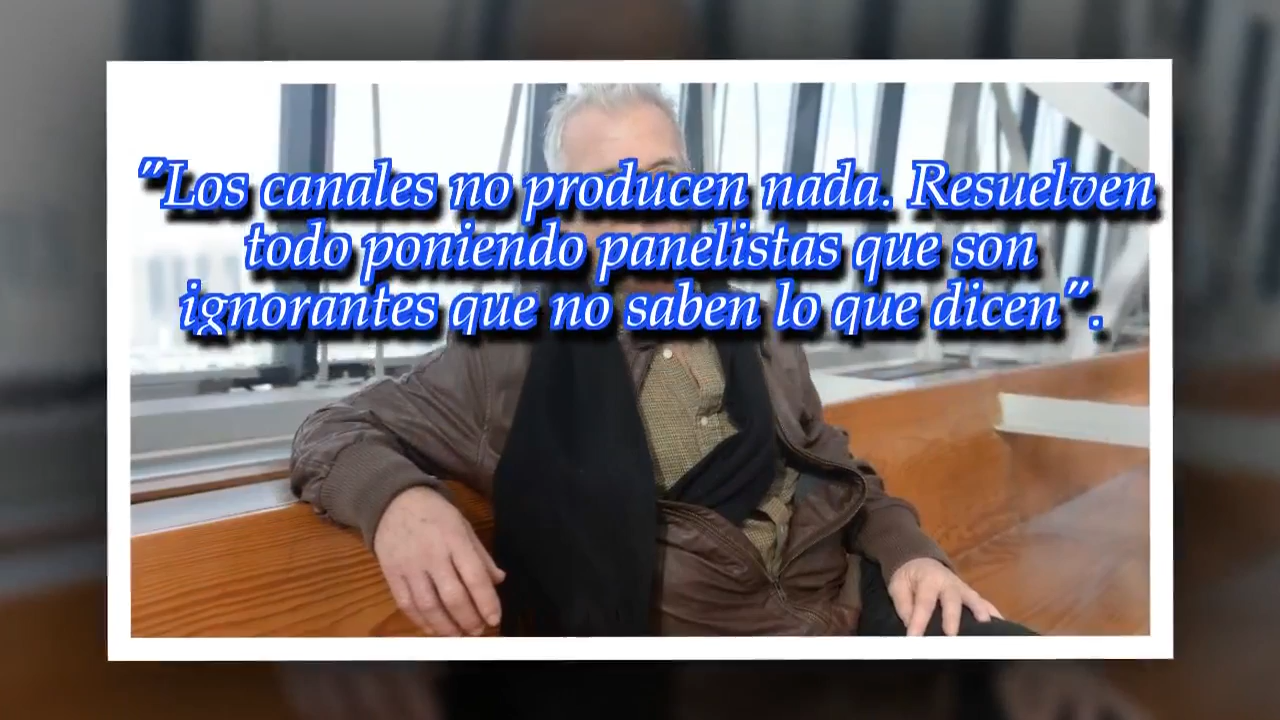 "Los canales no producen nada. Resuelven
todo poniendo panelistas que son
ignorantes que no saben lo que dicen".